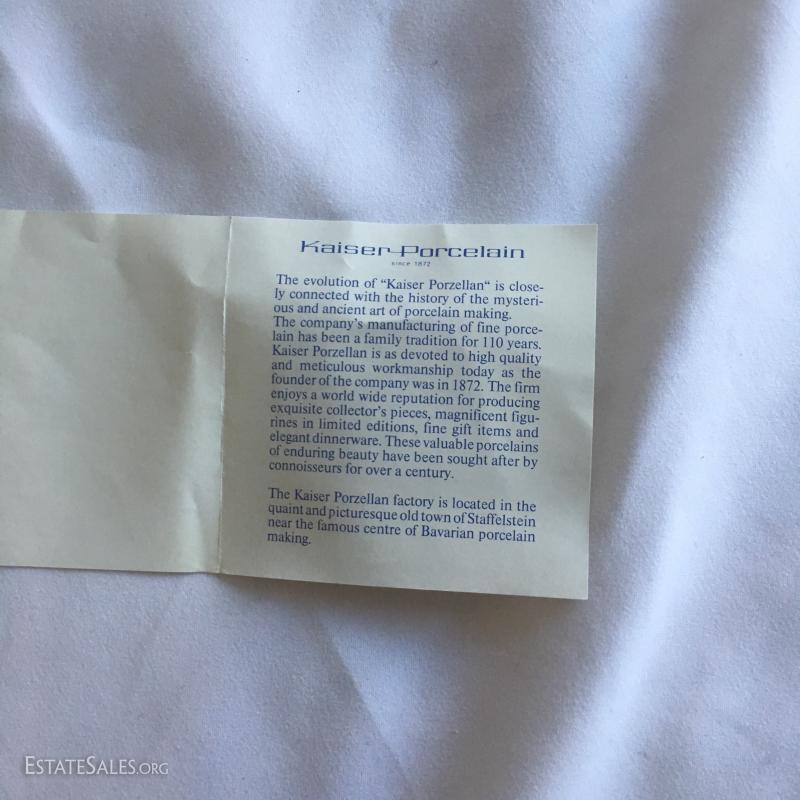 Kaiser Porcelain
since 1872
The evolution of "Kaiser Porzellan“ is close-
ly connected with the history of the mysteri-
ous and ancient art of porcelain making.
The company's manufacturing of fine porce-
lain has been a family tradition for 110 years.
Kaiser Porzellan is as devoted to high quality
and meticulous workmanship today as the
founder of the company was in 1872. The firm
enjoys a world wide reputation for producing
exquisite collector's pieces, magnificent figu-
rines in limited editions, fine gift items and
elegant dinnerware. These valuable porcelains
of enduring beauty have been sought after by
connoisseurs for over a century.
The Kaiser Porzellan factory is located in the
quaint and picturesque old town of Staffelstein
near the famous centre of Bavarian porcelain
making.
ESTATESALES.ORG